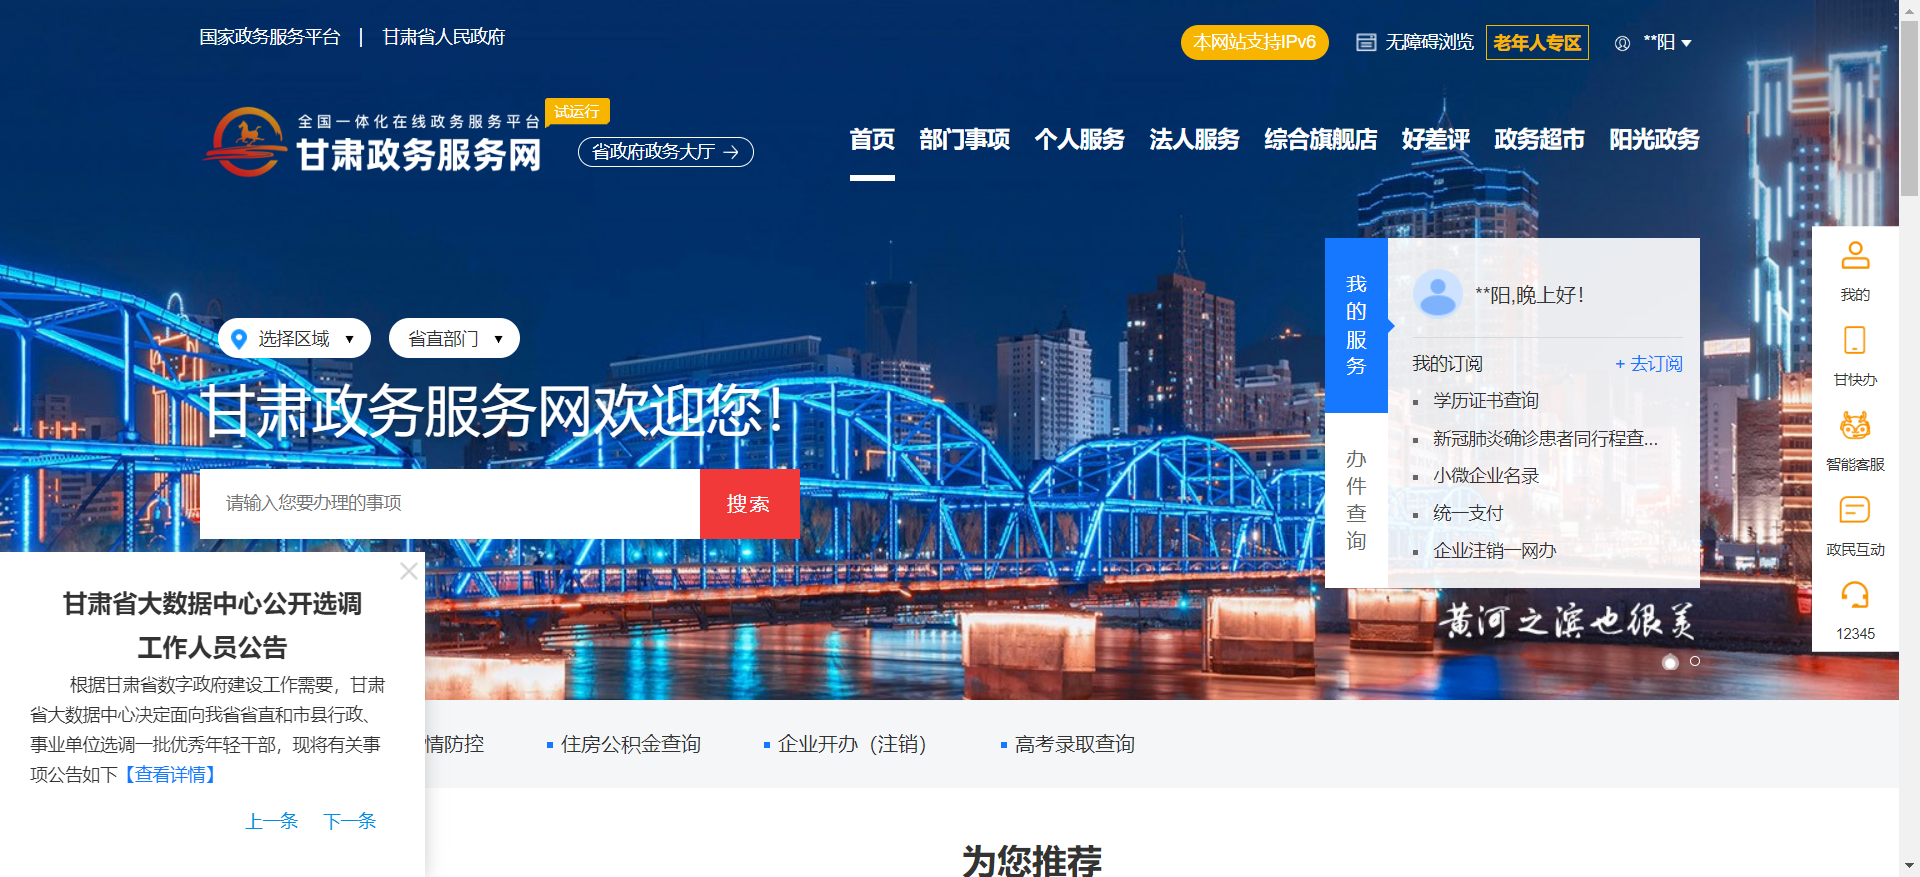 国家政务服务平台 | 甘肃省人民政府
本网站支持IPv6 无障碍浏览 老年人专区 **阳
全国一体化在线政务服务平台 试运行
甘肃政务服务网 省政府政务大厅
首页 部门事项 个人服务 法人服务 综合旗舰店 好差评 政务超市 阳光政务
选择区域 省直部门
甘肃政务服务网欢迎您!
请输入您要办理的事项 搜索
我的服务
办件查询
**阳,晚上好!
我的订阅 + 去订阅
学历证书查询
新冠肺炎确诊患者同行程查...
小微企业名录
统一支付
企业注销一网办
黄河之滨也很美
我的
甘快办
智能客服
政民互动
12345
甘肃省大数据中心公开选调
工作人员公告
根据甘肃省数字政府建设工作需要，甘肃
省大数据中心决定面向我省省直和市县行政、
事业单位选调一批优秀年轻干部，现将有关事
项公告如下【查看详情】
上一条 下一条
情防控 住房公积金查询 企业开办（注销） 高考录取查询
为您推荐